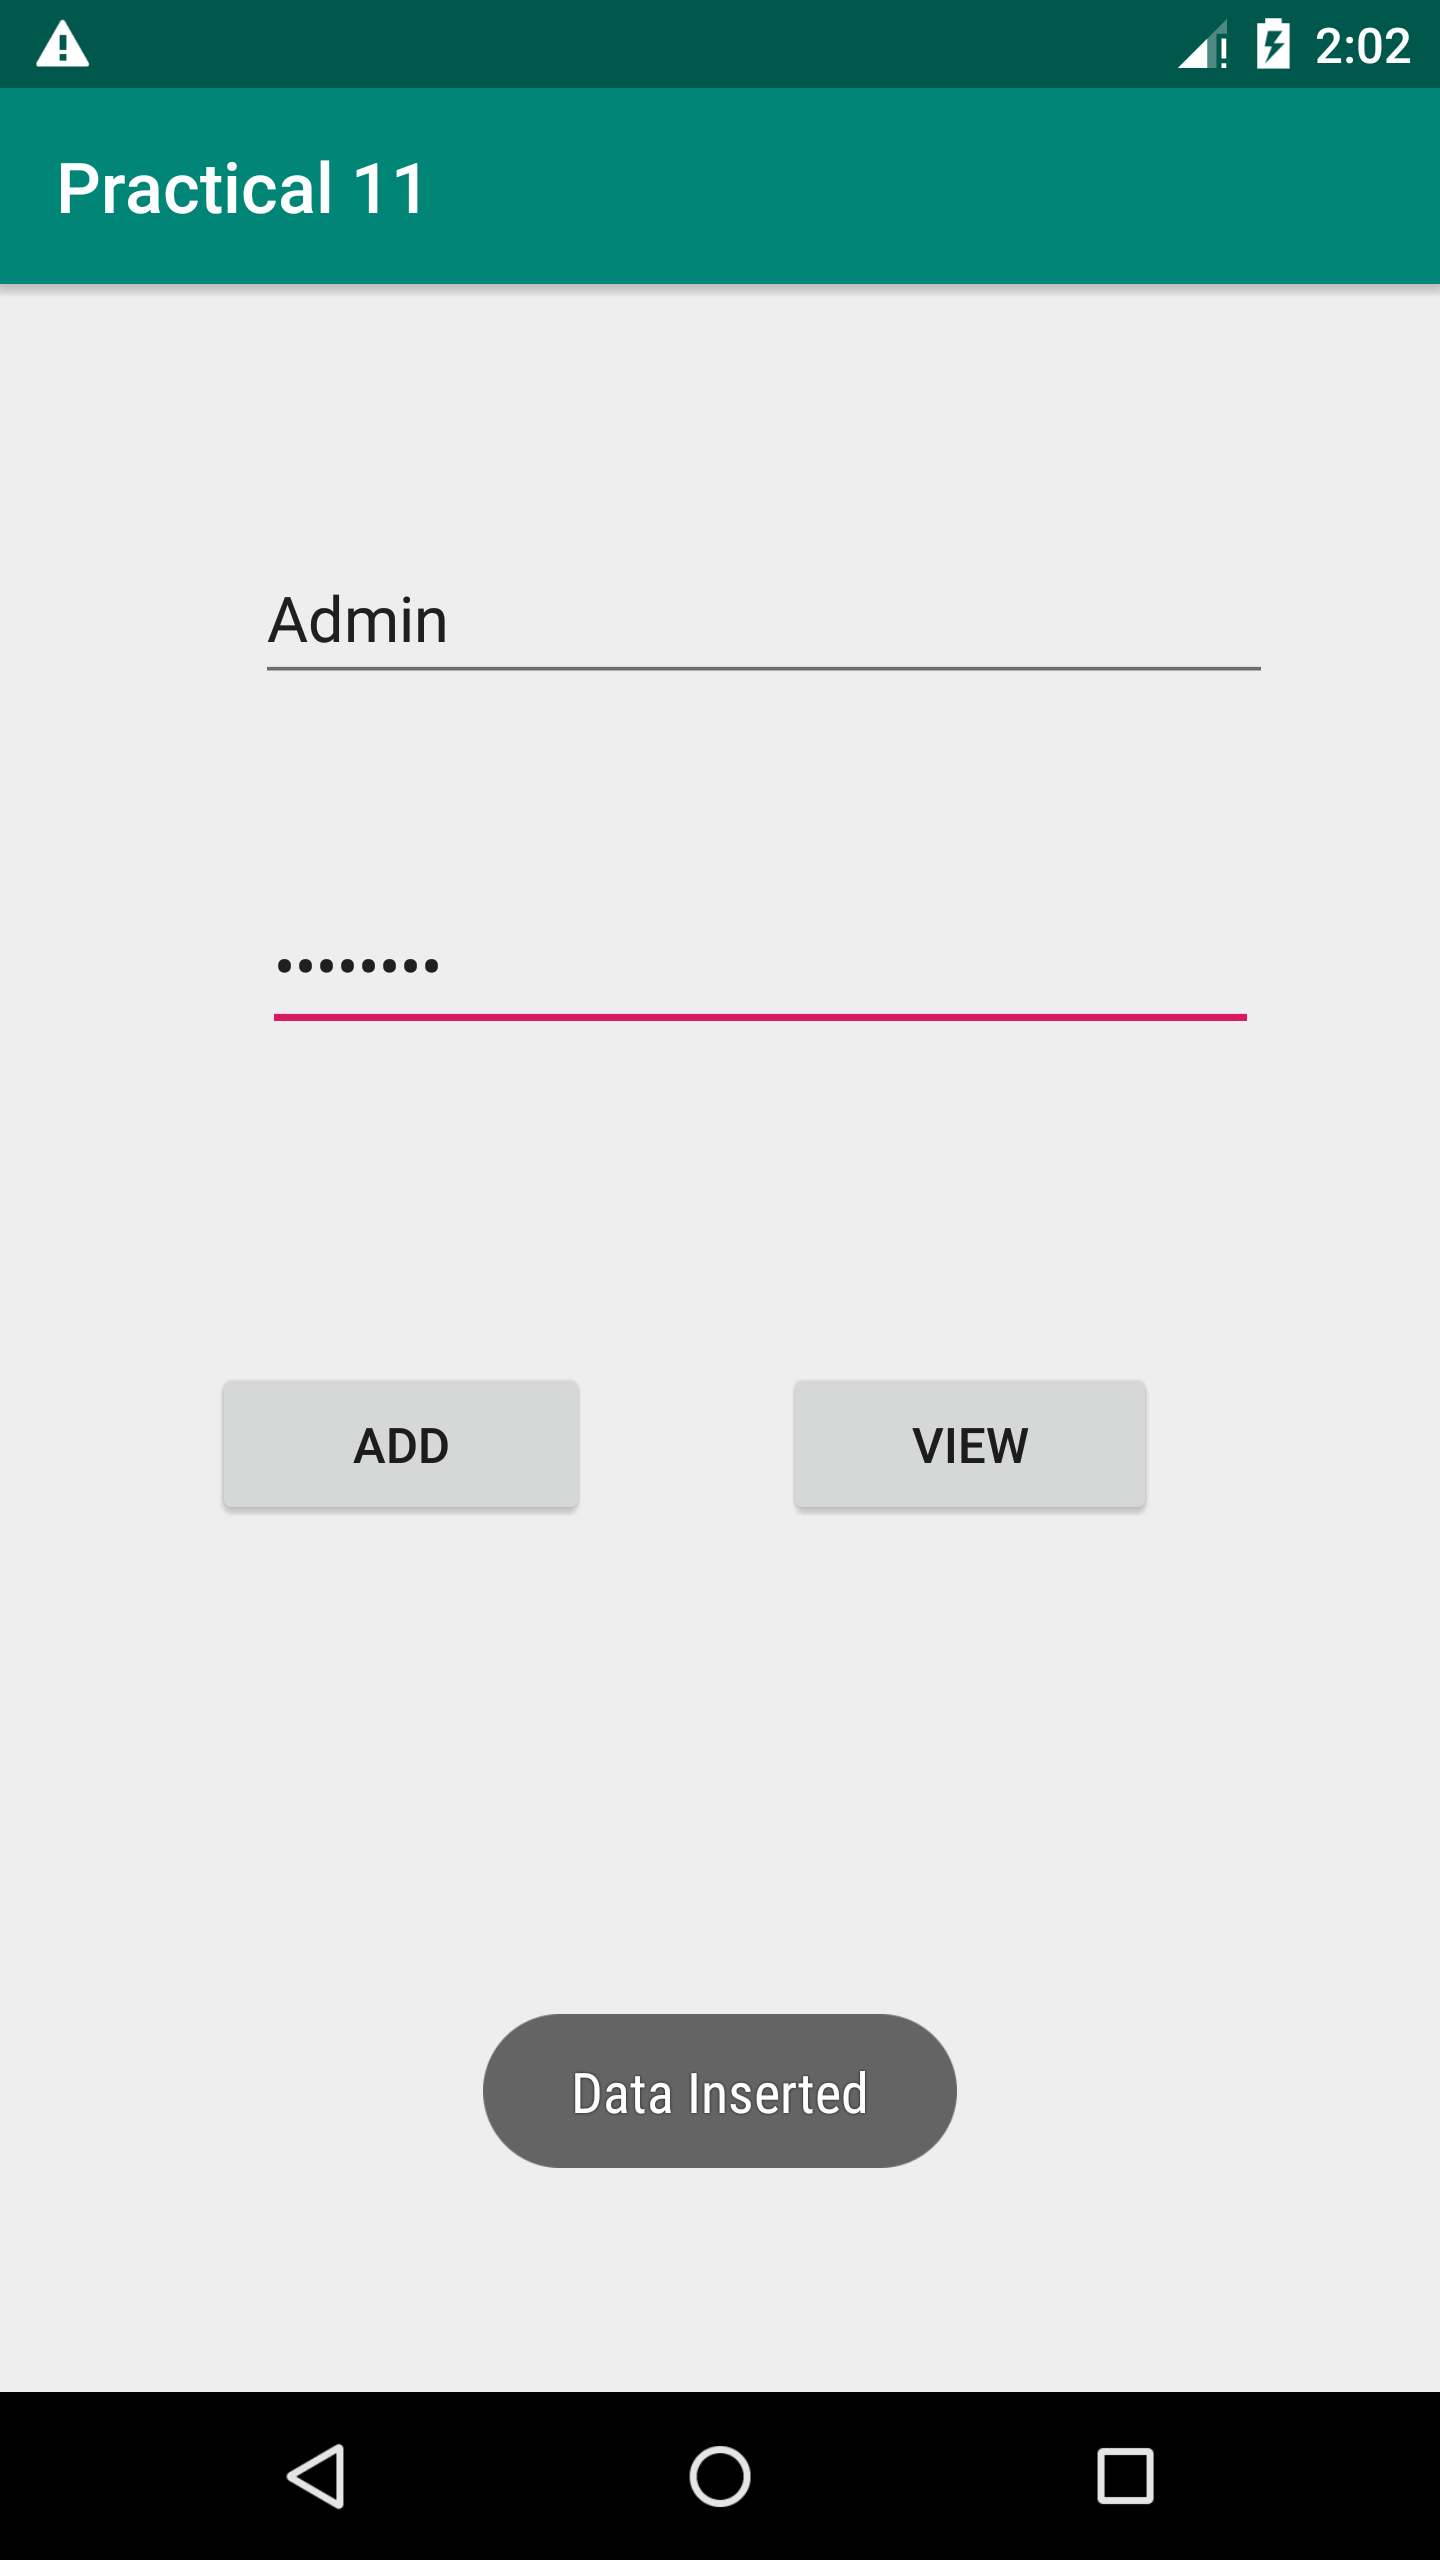 2:02
Practical 11
Admin
••••••••
ADD VIEW
Data Inserted